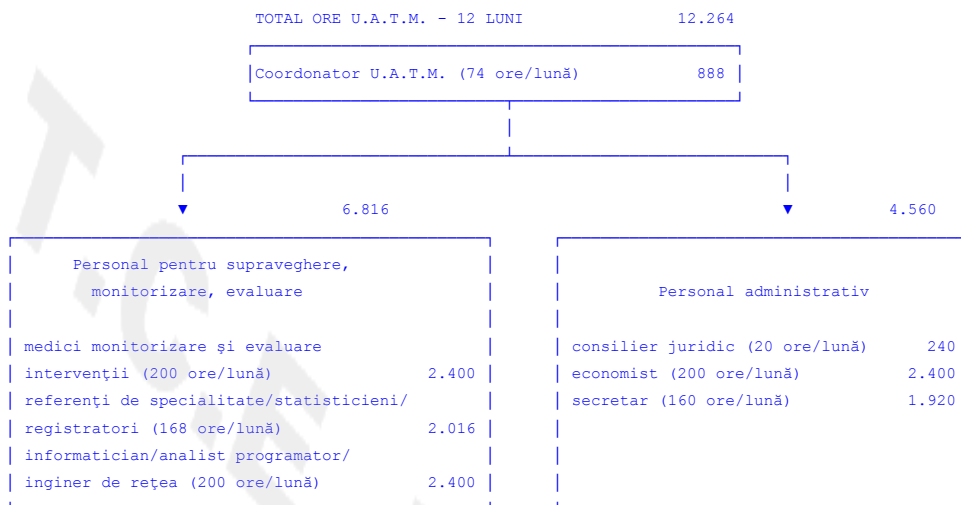 TOTAL ORE U.A.T.M. - 12 LUNI 12.264
Coordonator U.A.T.M. (74 ore/lună) 888
6.816
4.560
Personal pentru supraveghere,
monitorizare, evaluare
medici monitorizare şi evaluare
intervenţii (200 ore/lună) 2.400
referenţi de specialitate/statisticieni/
registratori (168 ore/lună) 2.016
informatician/analist programator/
inginer de reţea (200 ore/lună) 2.400
Personal administrativ
consilier juridic (20 ore/lună) 240
economist (200 ore/lună) 2.400
secretar (160 ore/lună) 1.920